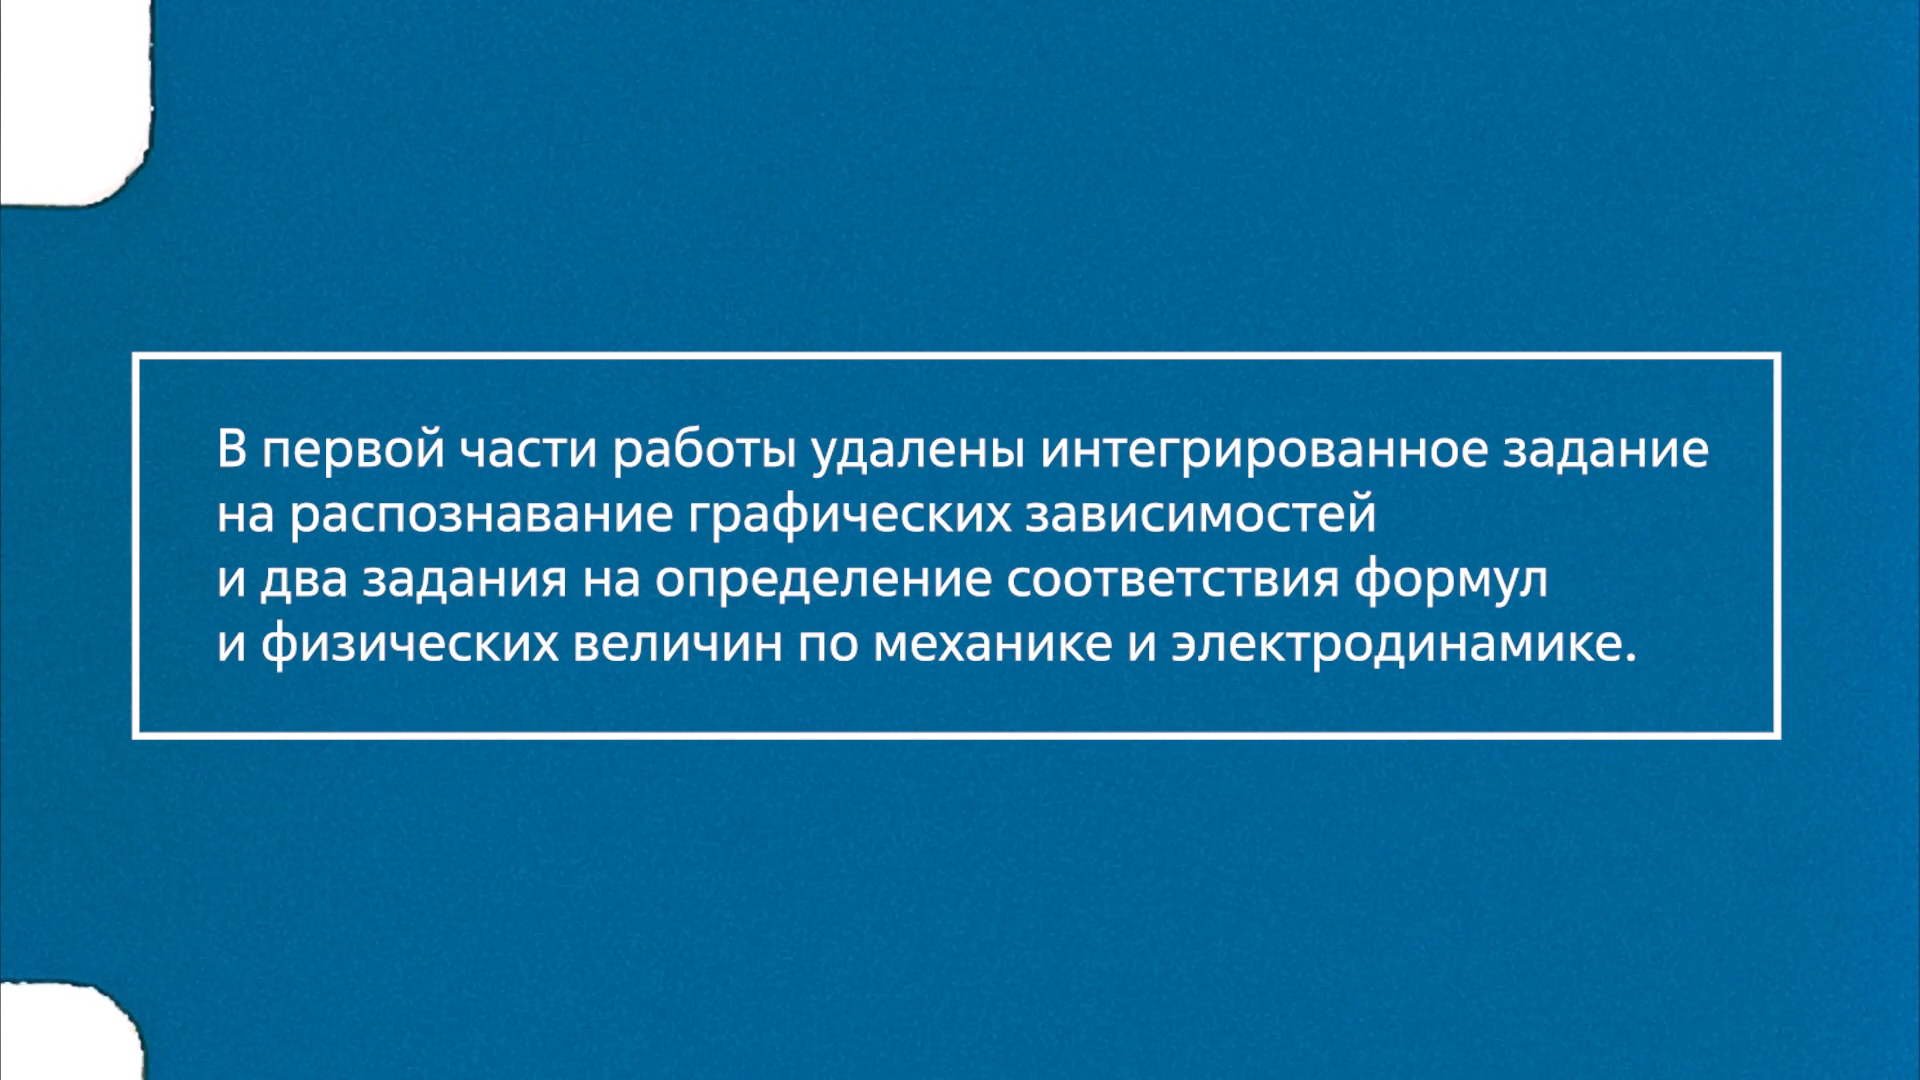 В первой части работы удалены интегрированное задание
на распознавание графических зависимостей
и два задания на определение соответствия формул
и физических величин по механике и электродинамике.